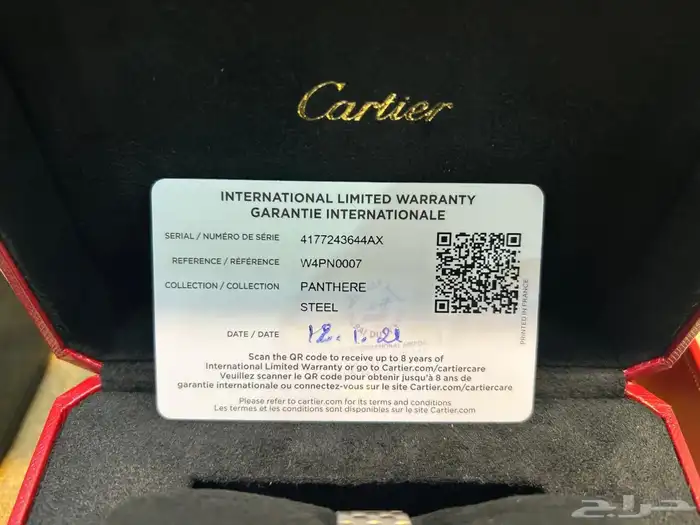 Cartier
INTERNATIONAL LIMITED WARRANTY
GARANTIE INTERNATIONALE
SERIAL / NUMÉRO DE SÉRIE 4177243644AX
REFERENCE / RÉFÉRENCE W4PN0007
COLLECTION / COLLECTION PANTHERE
STEEL
PRINTED IN FRANCE
DATE / DATE
Scan the QR code to receive up to 8 years of
International Limited Warranty or go to Cartier.com/cartiercare
Veuillez scanner le QR code pour obtenir jusqu'à 8 ans de
garantie internationale ou connectez-vous sur le site Cartier.com/cartiercare
Please refer to cartier.com for its terms and conditions
Les termes et les conditions sont disponibles sur le site Cartier.com
حراج